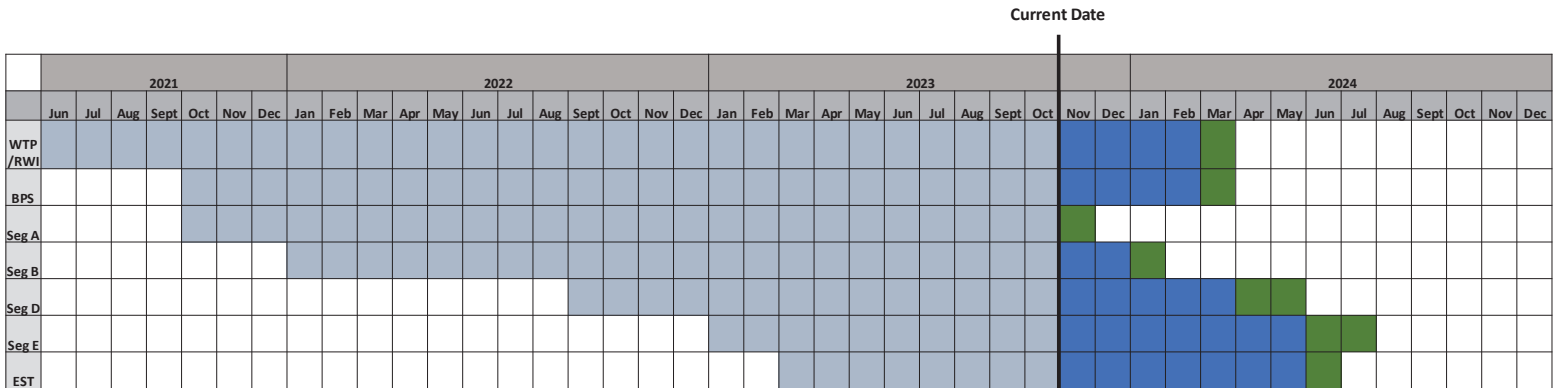 Current Date
2021 2022 2023 2024
Jun Jul Aug Sept Oct Nov Dec Jan Feb Mar Apr May Jun Jul Aug Sept Oct Nov Dec Jan Feb Mar Apr May Jun Jul Aug Sept Oct Nov Dec Jan Feb Mar Apr May Jun Jul Aug Sept Oct Nov Dec
WTP
/RWI
BPS
Seg A
Seg B
Seg D
Seg E
EST